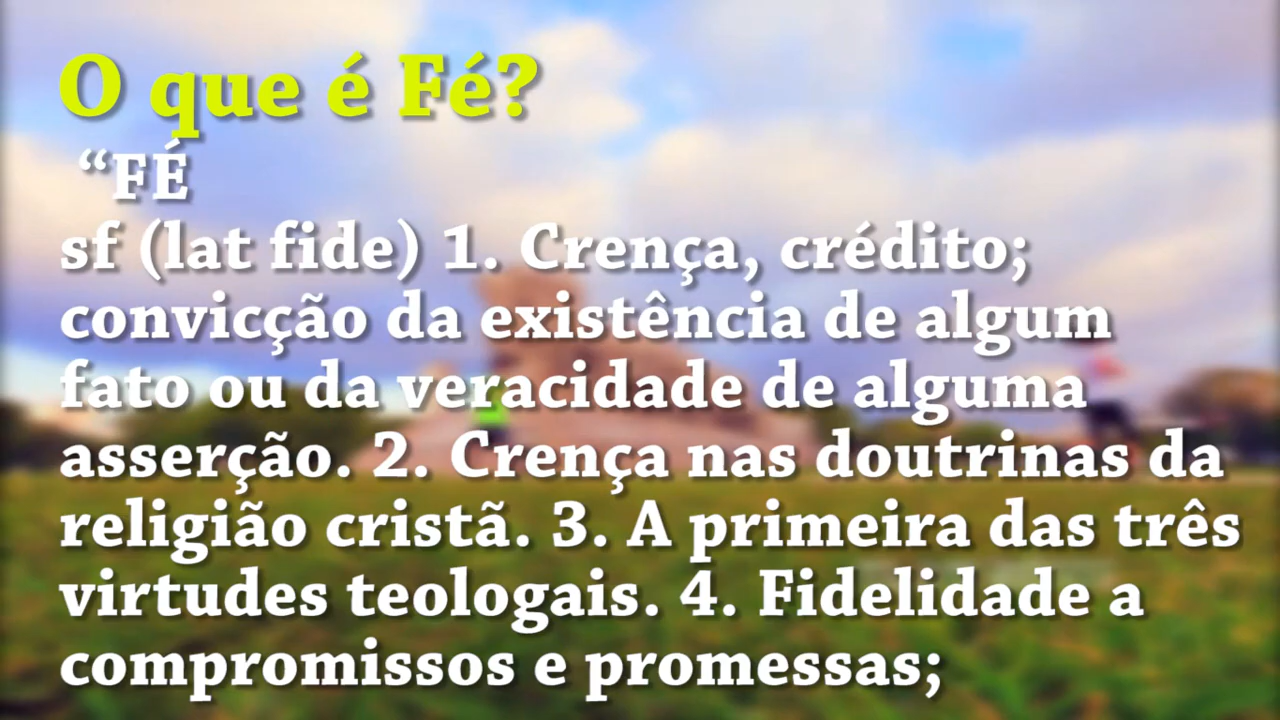 O que é Fé?
“FÉ
sf (lat fide) 1. Crença, crédito;
convicção da existência de algum
fato ou da veracidade de alguma
asserção. 2. Crença nas doutrinas da
religião cristã. 3. A primeira das três
virtudes teologais. 4. Fidelidade a
compromissos e promessas;